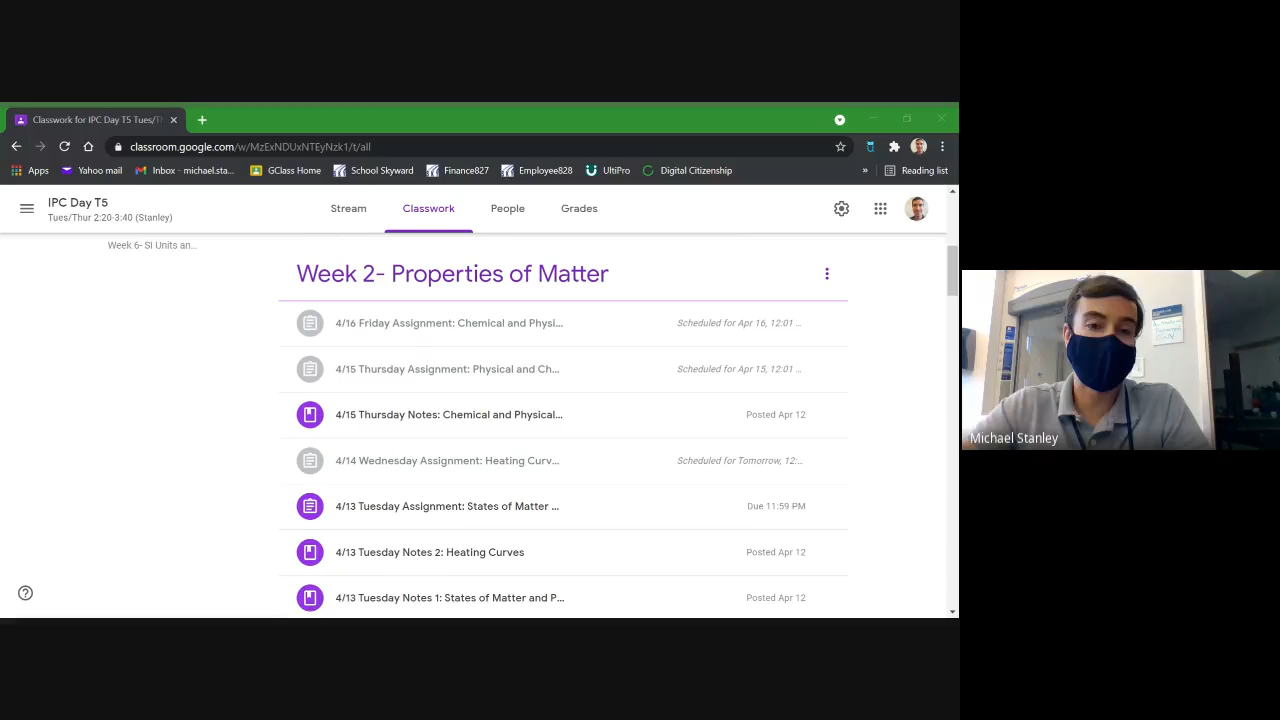 Classwork for IPC Day T5 Tues/T
classroom.google.com/w/MzExNDUxNTEyNzk1/t/all
Apps Yahoo mail Inbox - michael.sta... GClass Home School Skyward Finance827 Employee828 UltiPro Digital Citizenship » Reading list
IPC Day T5
Tues/Thur 2:20-3:40 (Stanley)
Stream Classwork People Grades
Week 6- SI Units an...
Week 2- Properties of Matter
4/16 Friday Assignment: Chemical and Physi... Scheduled for Apr 16, 12:01 ...
4/15 Thursday Assignment: Physical and Ch... Scheduled for Apr 15, 12:01 ...
4/15 Thursday Notes: Chemical and Physical... Posted Apr 12
4/14 Wednesday Assignment: Heating Curv... Scheduled for Tomorrow, 12:...
4/13 Tuesday Assignment: States of Matter ... Due 11:59 PM
4/13 Tuesday Notes 2: Heating Curves Posted Apr 12
4/13 Tuesday Notes 1: States of Matter and P... Posted Apr 12
Michael Stanley